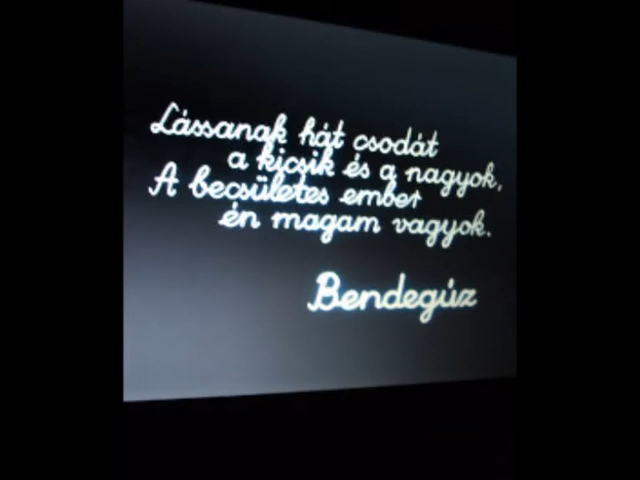 Lássanak hát csodát
a kicsik és a nagyok.
A becsületes ember
én magam vagyok.
Bendegúz